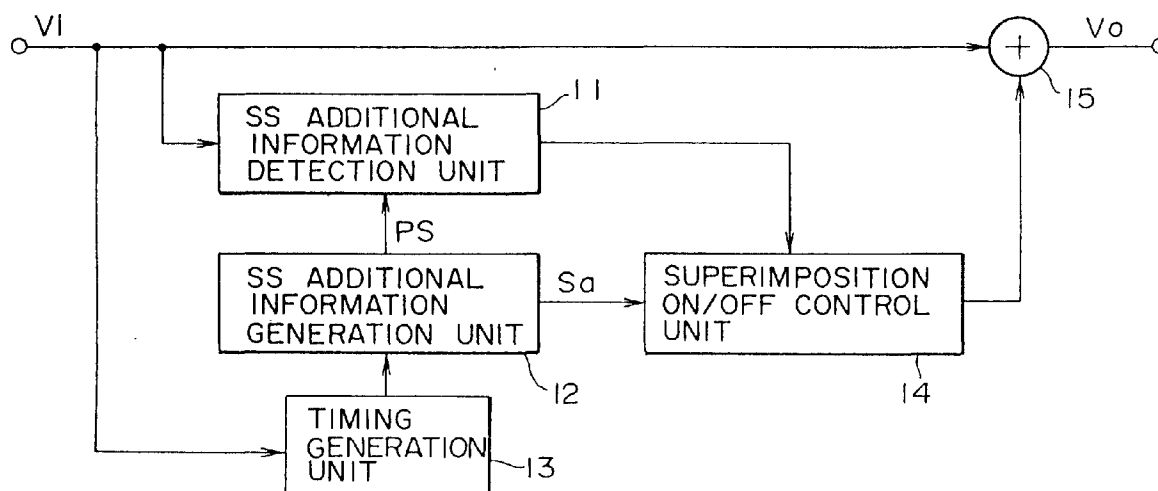 VI
Vo
15
11
SS ADDITIONAL
INFORMATION
DETECTION UNIT
PS
SS ADDITIONAL
INFORMATION
GENERATION UNIT
Sa
SUPERIMPOSITION
ON/OFF CONTROL
UNIT
12
14
TIMING
GENERATION
UNIT
13